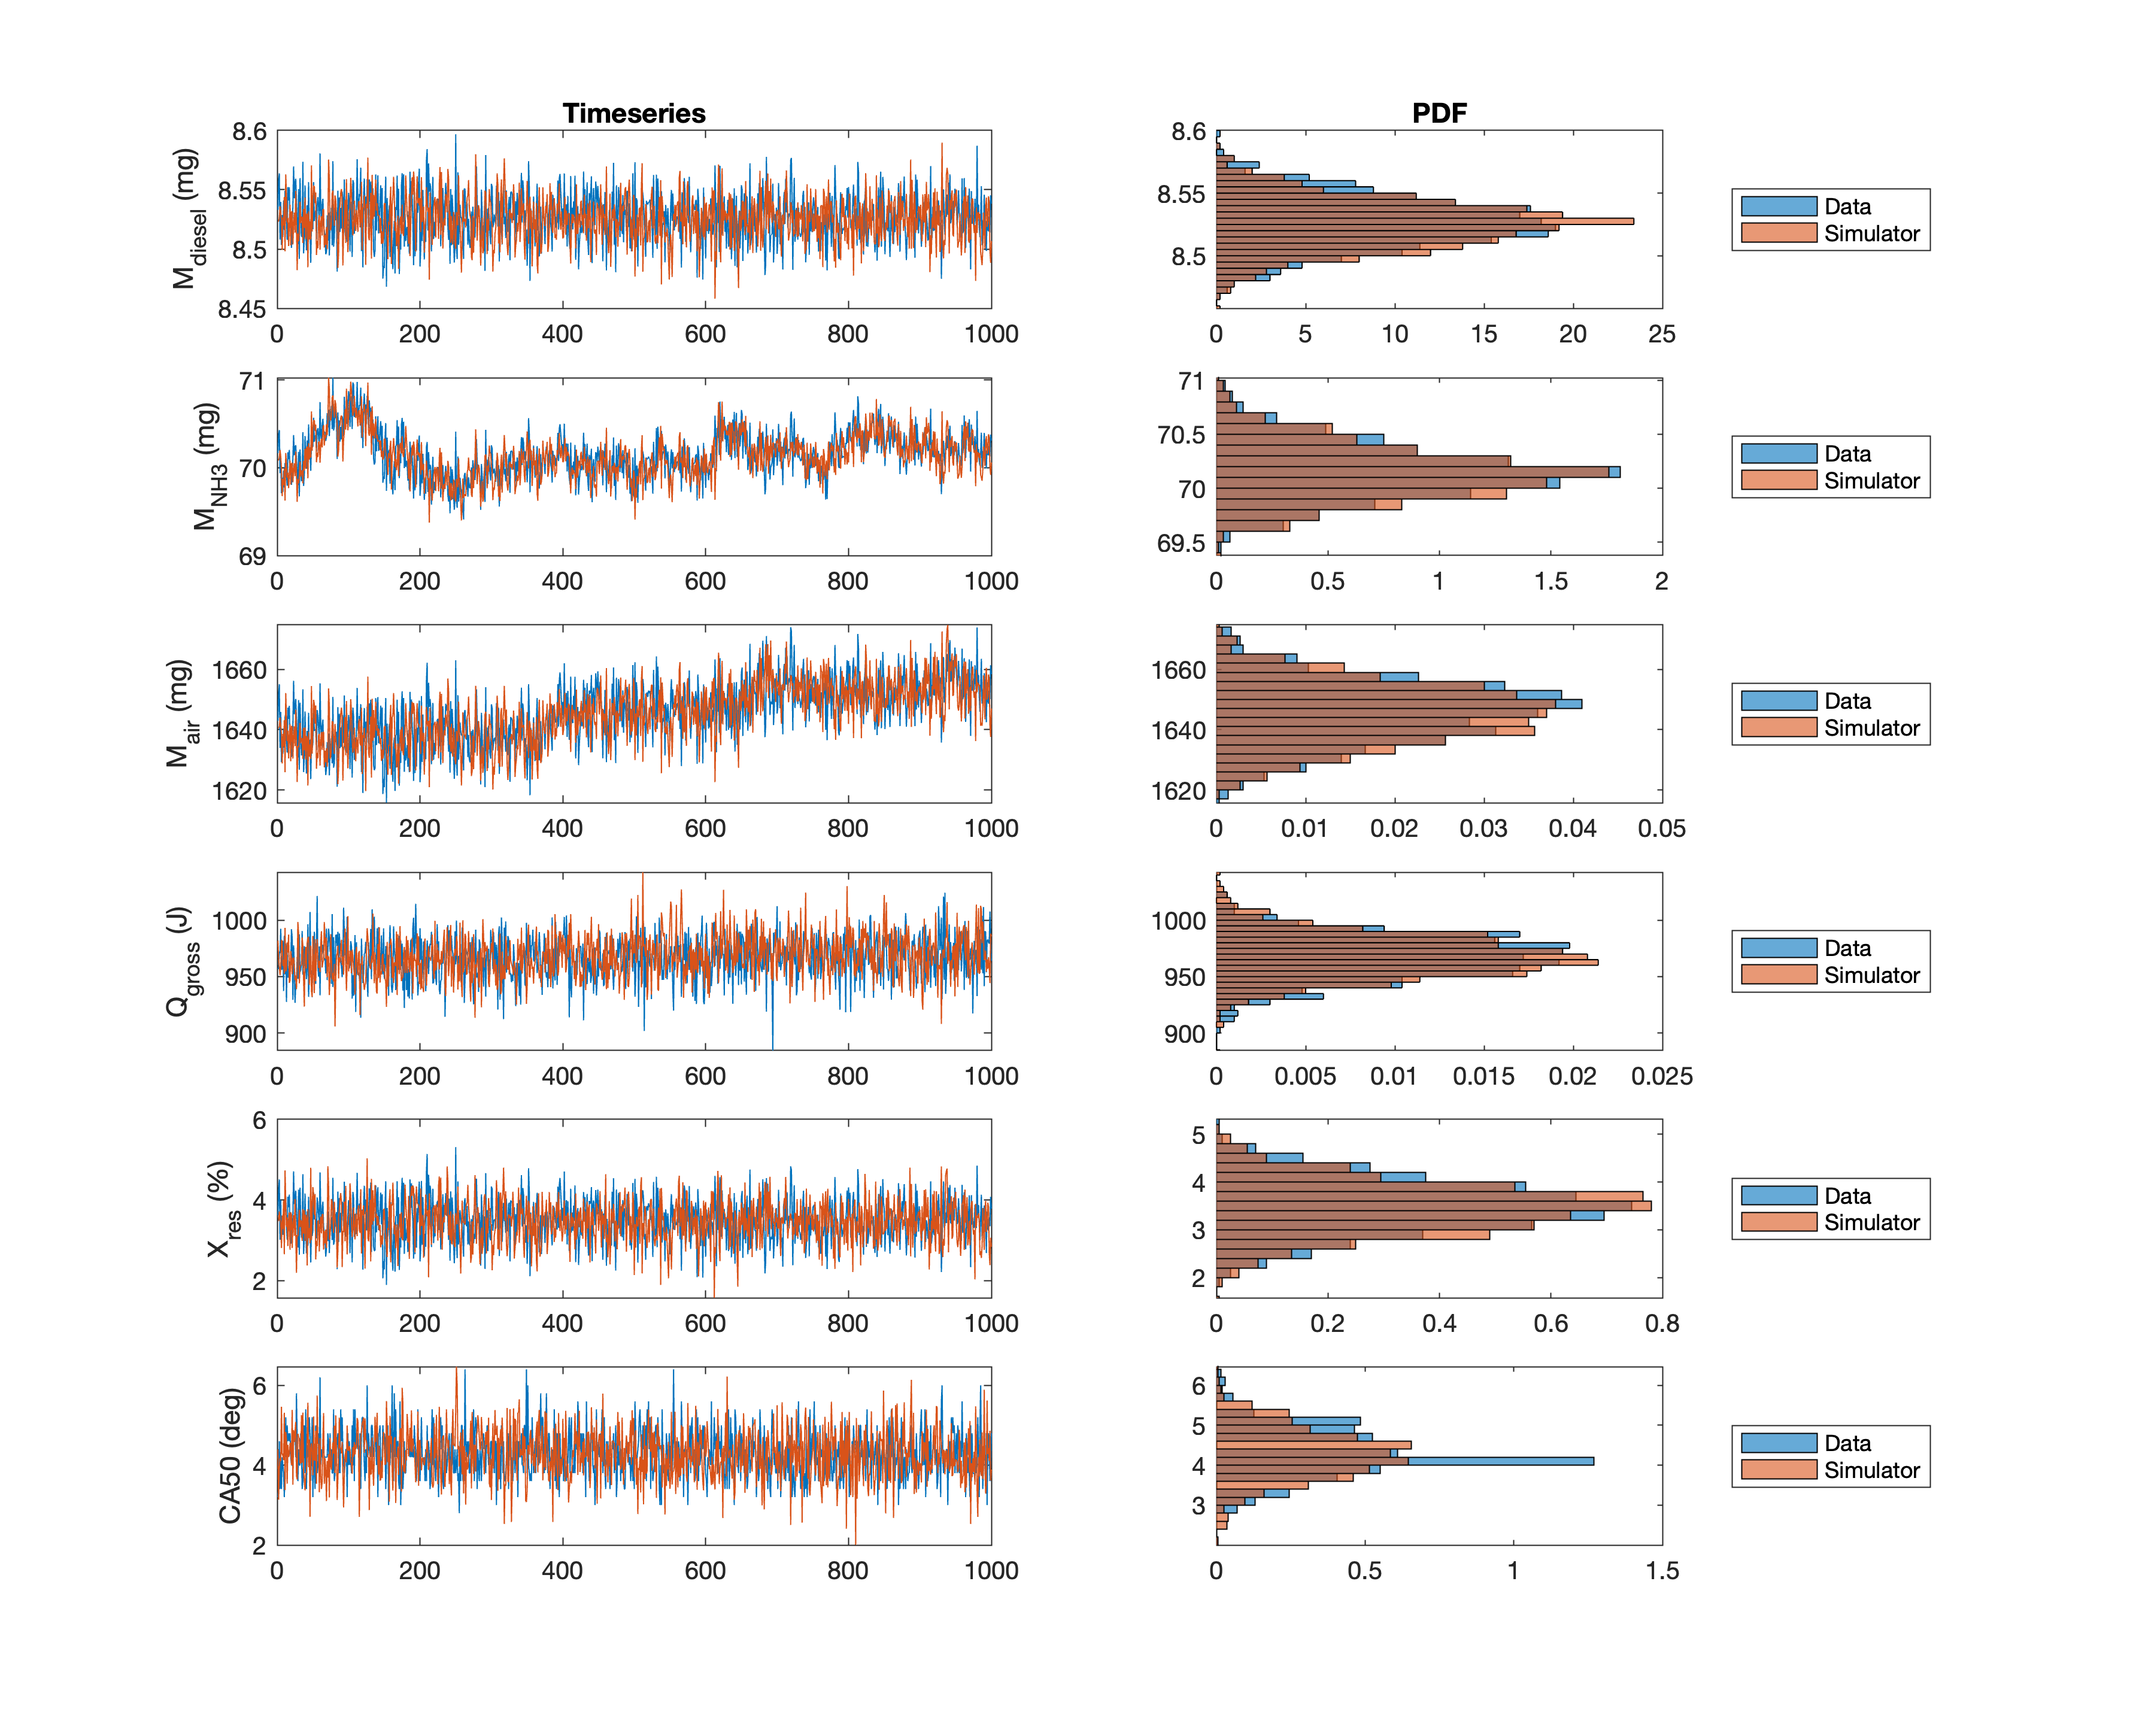 Timeseries PDF
M_diesel (mg)
8.6
8.55
8.5
8.45
0 200 400 600 800 1000
8.6
8.55
8.5
0 5 10 15 20 25
Data
Simulator
M_NH3 (mg)
71
70
69
0 200 400 600 800 1000
71
70.5
70
69.5
0 0.5 1 1.5 2
Data
Simulator
M_air (mg)
1660
1640
1620
0 200 400 600 800 1000
1660
1640
1620
0 0.01 0.02 0.03 0.04 0.05
Data
Simulator
Q_gross (J)
1000
950
900
0 200 400 600 800 1000
1000
950
900
0 0.005 0.01 0.015 0.02 0.025
Data
Simulator
X_res (%)
6
4
2
0 200 400 600 800 1000
5
4
3
2
0 0.2 0.4 0.6 0.8
Data
Simulator
CA50 (deg)
6
4
2
0 200 400 600 800 1000
6
5
4
3
0 0.5 1 1.5
Data
Simulator